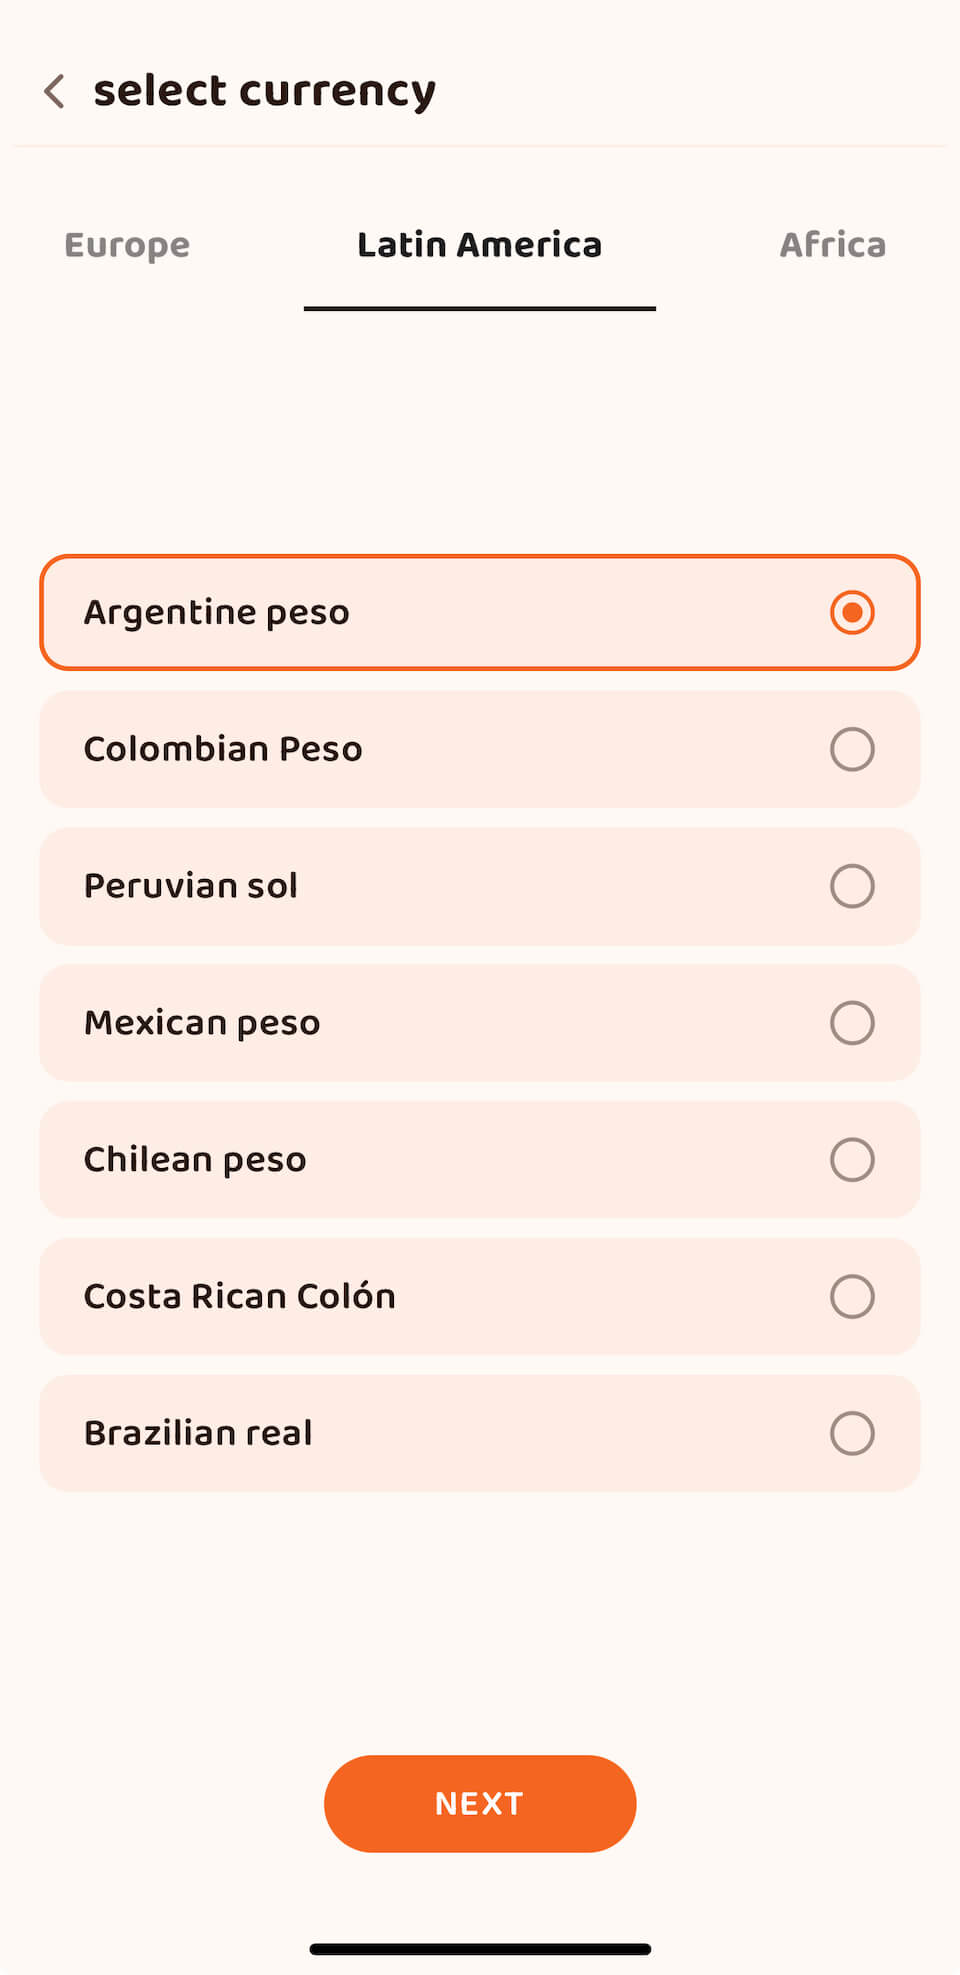 select currency
Europe Latin America Africa
Argentine peso
Colombian Peso
Peruvian sol
Mexican peso
Chilean peso
Costa Rican Colón
Brazilian real
NEXT